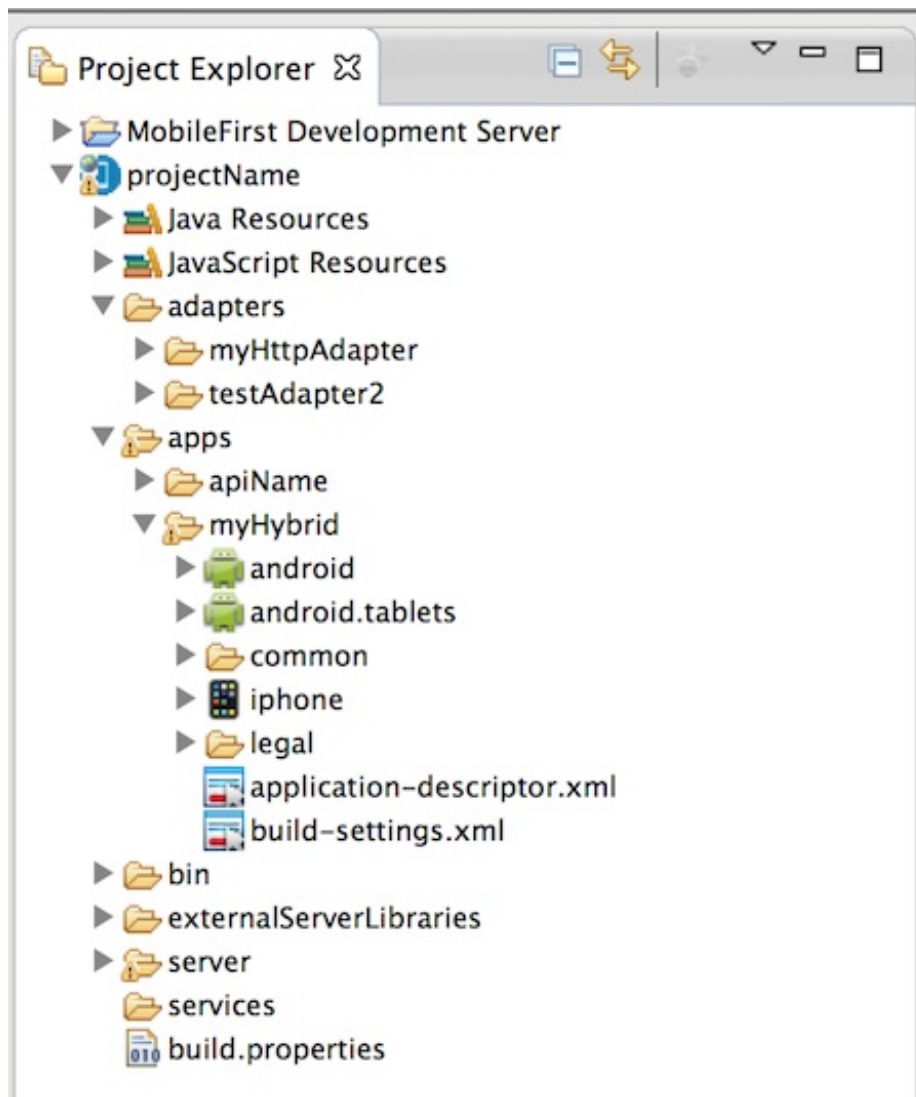 Project Explorer
MobileFirst Development Server
projectName
Java Resources
JavaScript Resources
adapters
myHttpAdapter
testAdapter2
apps
apiName
myHybrid
android
android.tablets
common
iphone
legal
application-descriptor.xml
build-settings.xml
bin
externalServerLibraries
server
services
010
build.properties